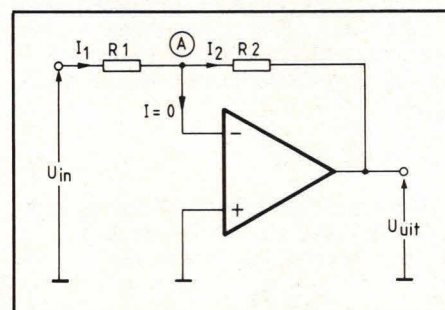 I1 R1 A I2 R2
I=0
−
+
Uin
Uuit